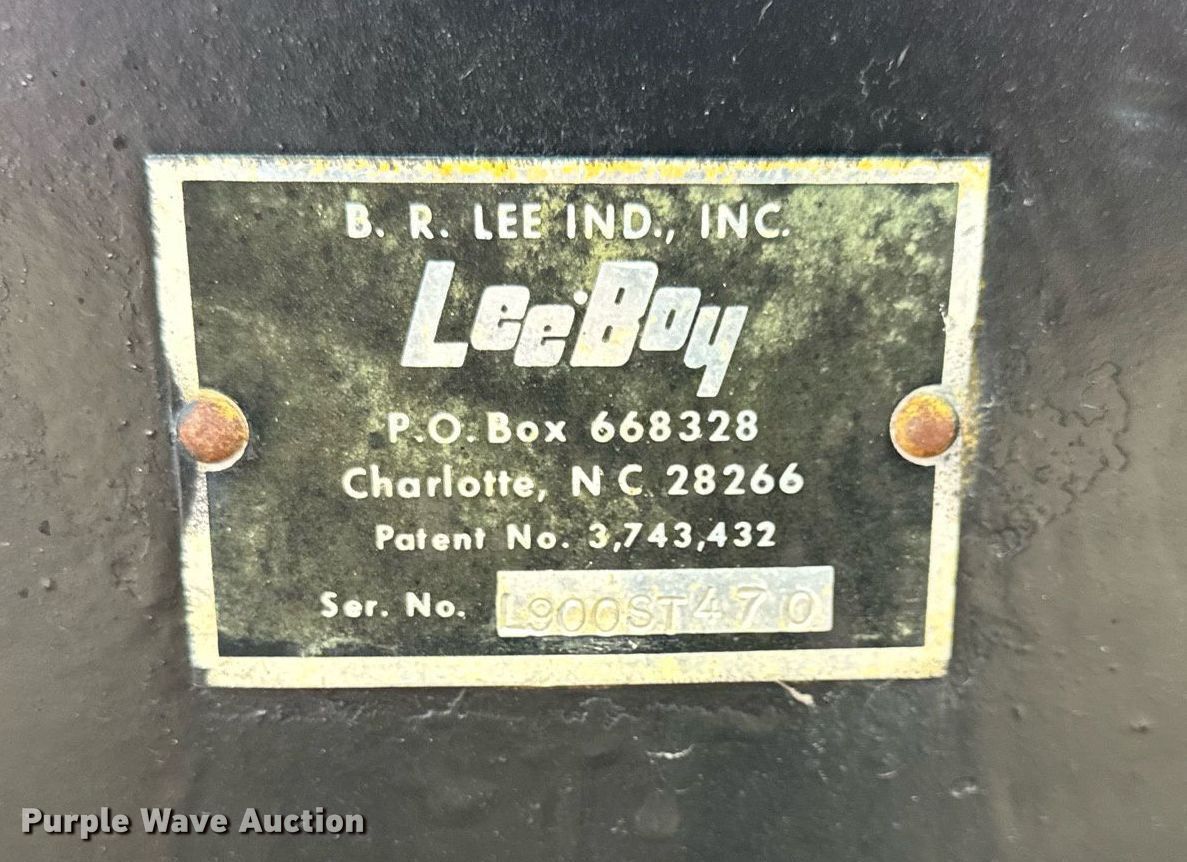 B. R. LEE IND., INC.
LeeBoy
P.O. Box 668328
Charlotte, N C 28266
Patent No. 3,743,432
Ser. No. L900ST470
Purple Wave Auction